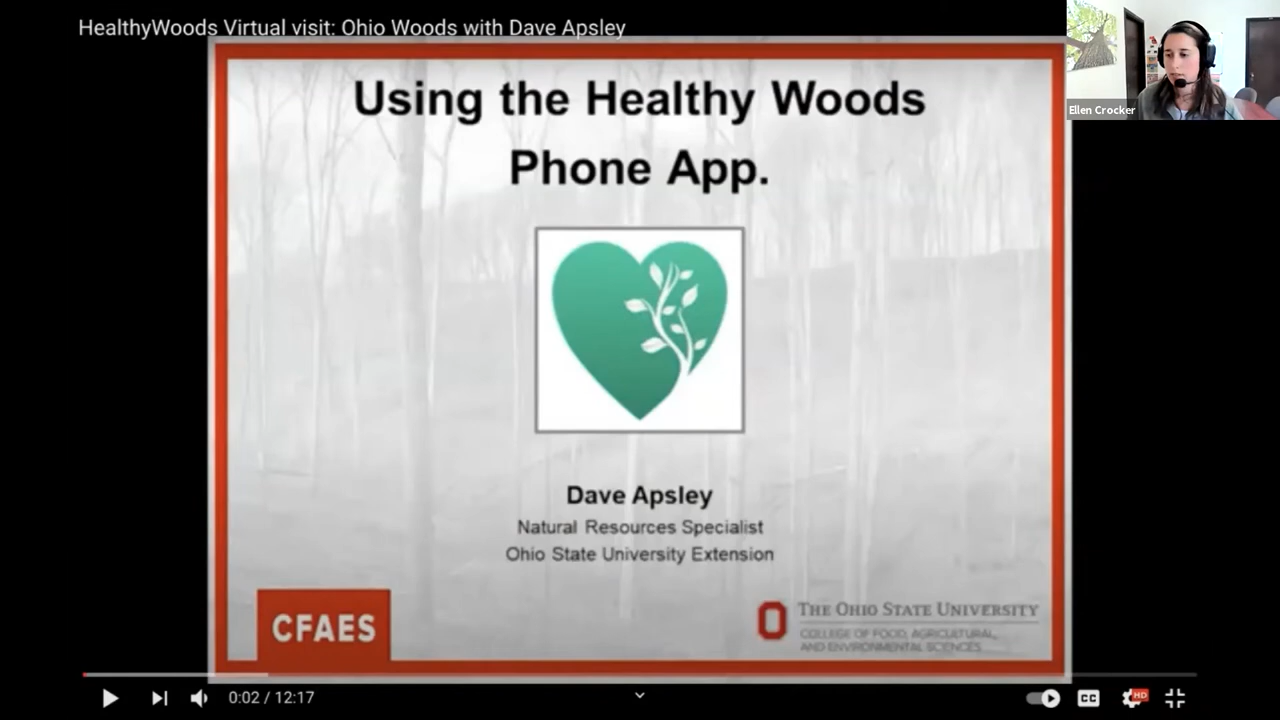 HealthyWoods Virtual visit: Ohio Woods with Dave Apsley
Ellen Crocker
Using the Healthy Woods
Phone App.
Dave Apsley
Natural Resources Specialist
Ohio State University Extension
CFAES
THE OHIO STATE UNIVERSITY
COLLEGE OF FOOD, AGRICULTURAL,
AND ENVIRONMENTAL SCIENCES
0:02 / 12:17
CC
HD